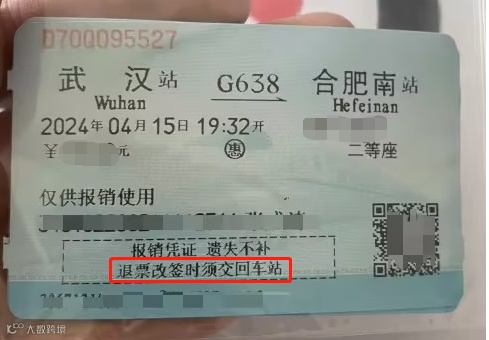 D700095527
武汉站 G638 合肥南站
Wuhan Hefeinan
2024年04月15日19:32开
¥ 元 惠 二等座
仅供报销使用
报销凭证 遗失不补
退票改签时须交回车站
大数跨境